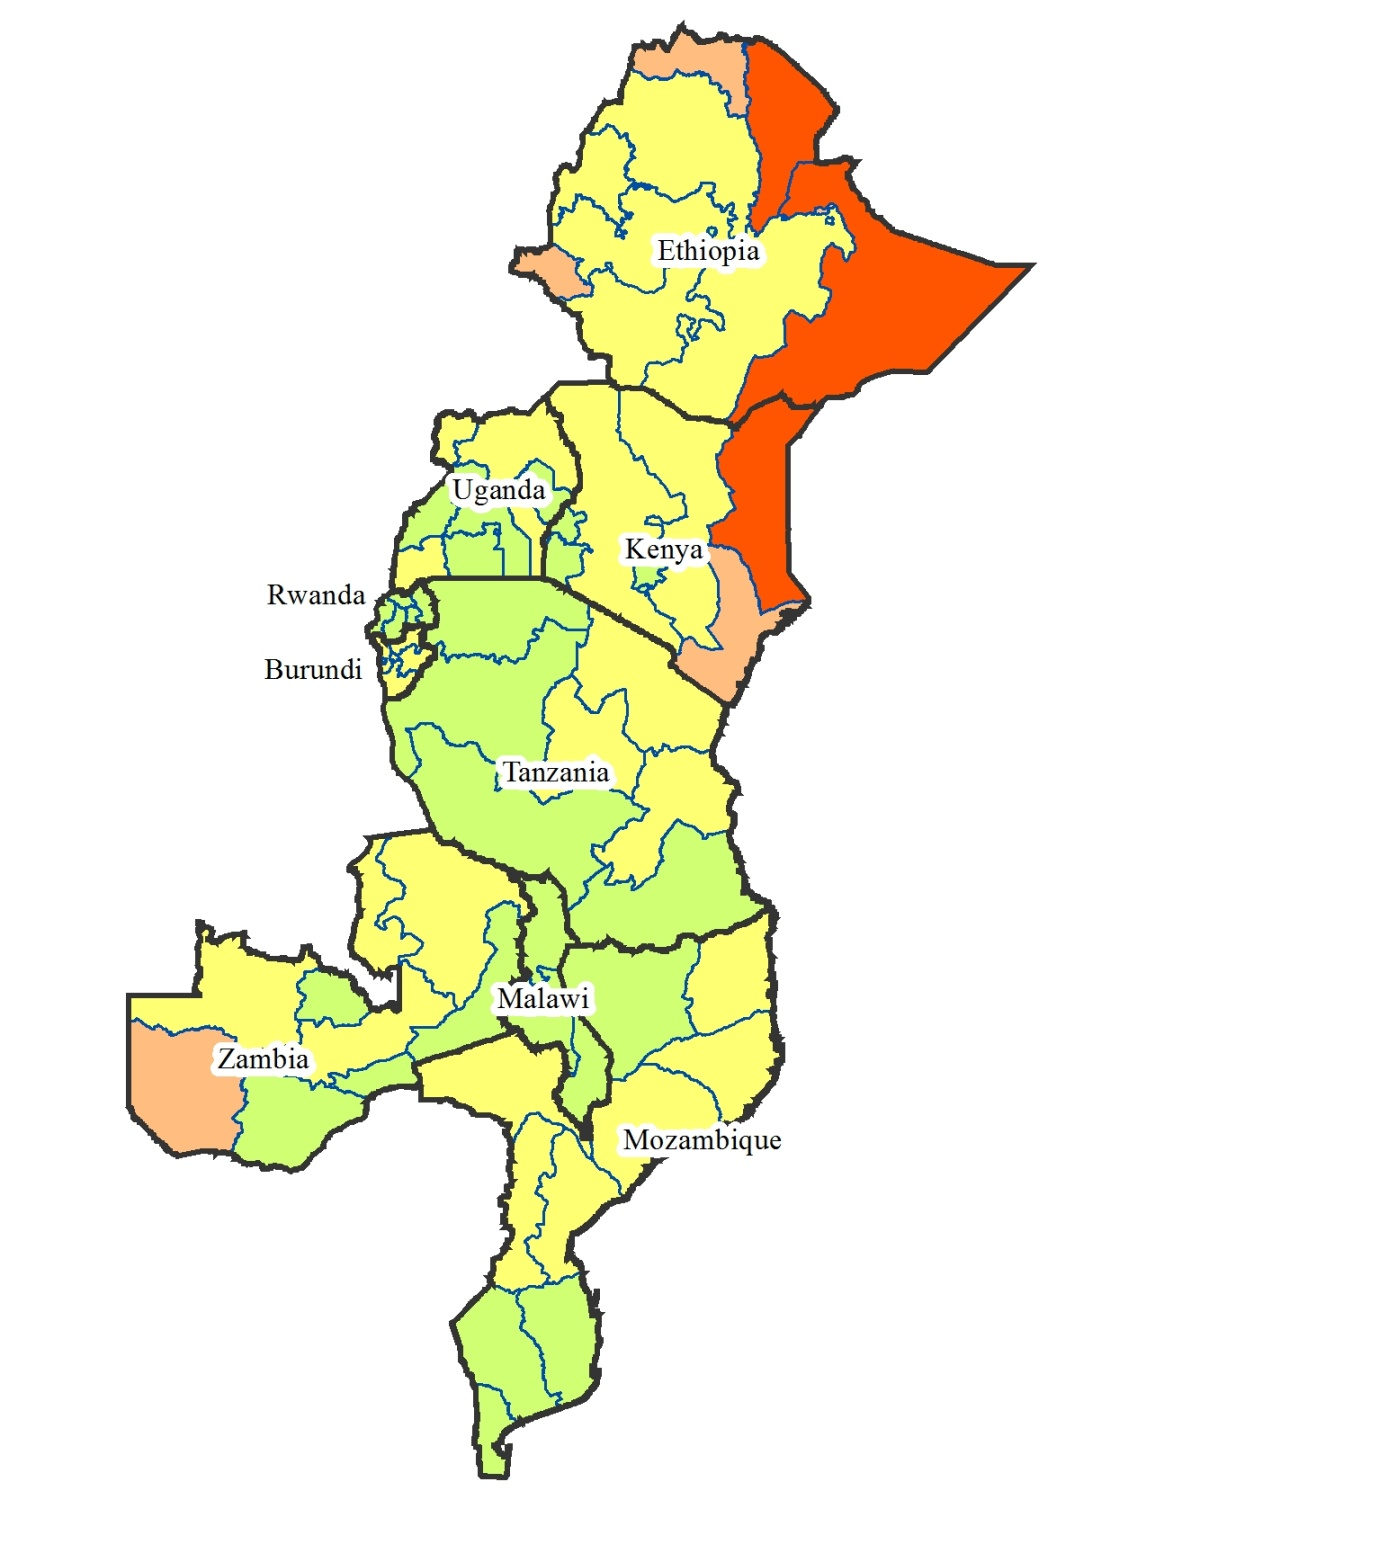 Ethiopia
Uganda
Kenya
Rwanda
Burundi
Tanzania
Malawi
Zambia
Mozambique